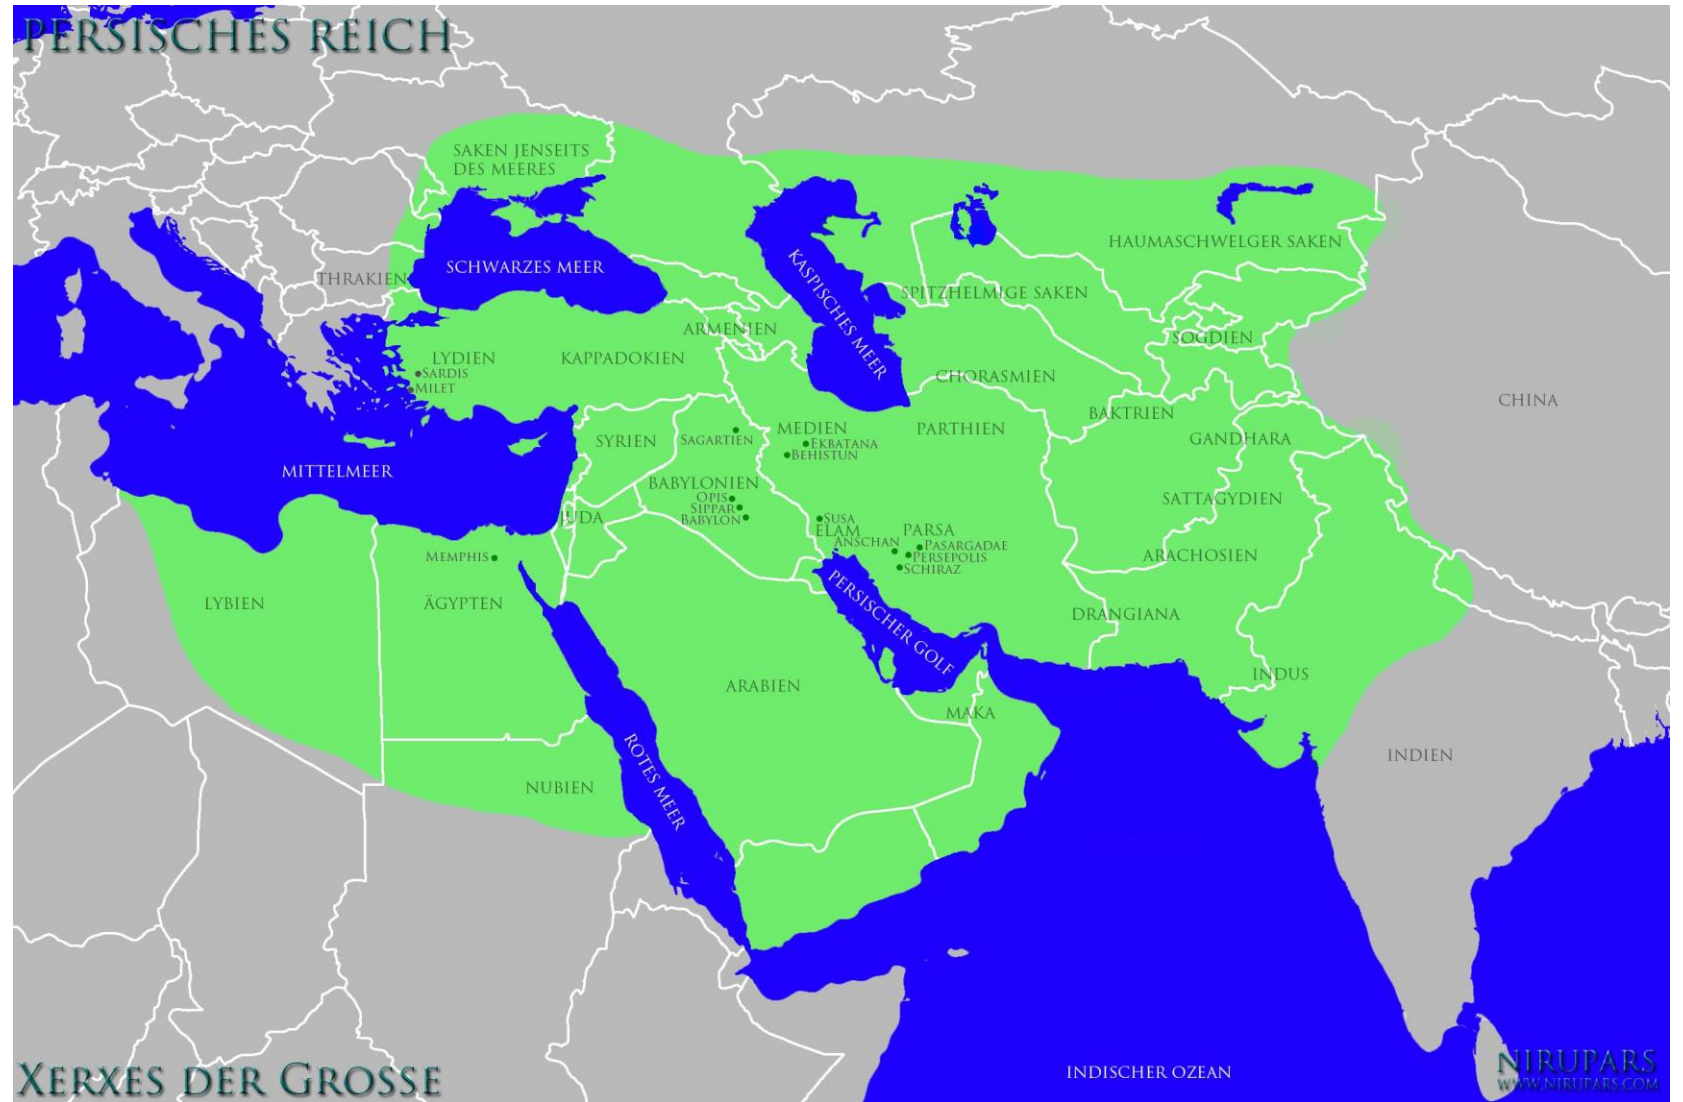 PERSISCHES REICH
SAKEN JENSEITS
DES MEERES
HAUMASCHWELGER SAKEN
SCHWARZES MEER
THRAKIEN
KASPISCHES MEER
SPITZHELMIGE SAKEN
ARMENIEN
SOGDIEN
LYDIEN
KAPPADOKIEN
SARDIS
MILET
CHORASMIEN
CHINA
BAKTRIEN
MEDIEN
PARTHIEN
SYRIEN
SAGARTIEN
EKBATANA
BEHISTUN
GANDHARA
MITTELMEER
BABYLONIEN
OPIS
SIPPAR
BABYLON
SATTAGYDIEN
JUDA
SUSA
ELAM
PARSA
ANSCHAN
PASARGADAE
PERSEPOLIS
SCHIRAZ
ARACHOSIEN
MEMPHIS
LYBIEN
ÄGYPTEN
PERSISCHER GOLF
DRANGIANA
INDUS
ARABIEN
MAKA
ROTES MEER
INDIEN
NUBIEN
INDISCHER OZEAN
XERXES DER GROSSE
NIRUPARS
WWW.NIRUPARS.COM